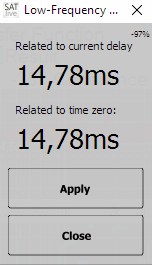 SAT
live
Low-Frequency ...
-97%
Related to current delay
14,78ms
Related to time zero:
14,78ms
Apply
Close